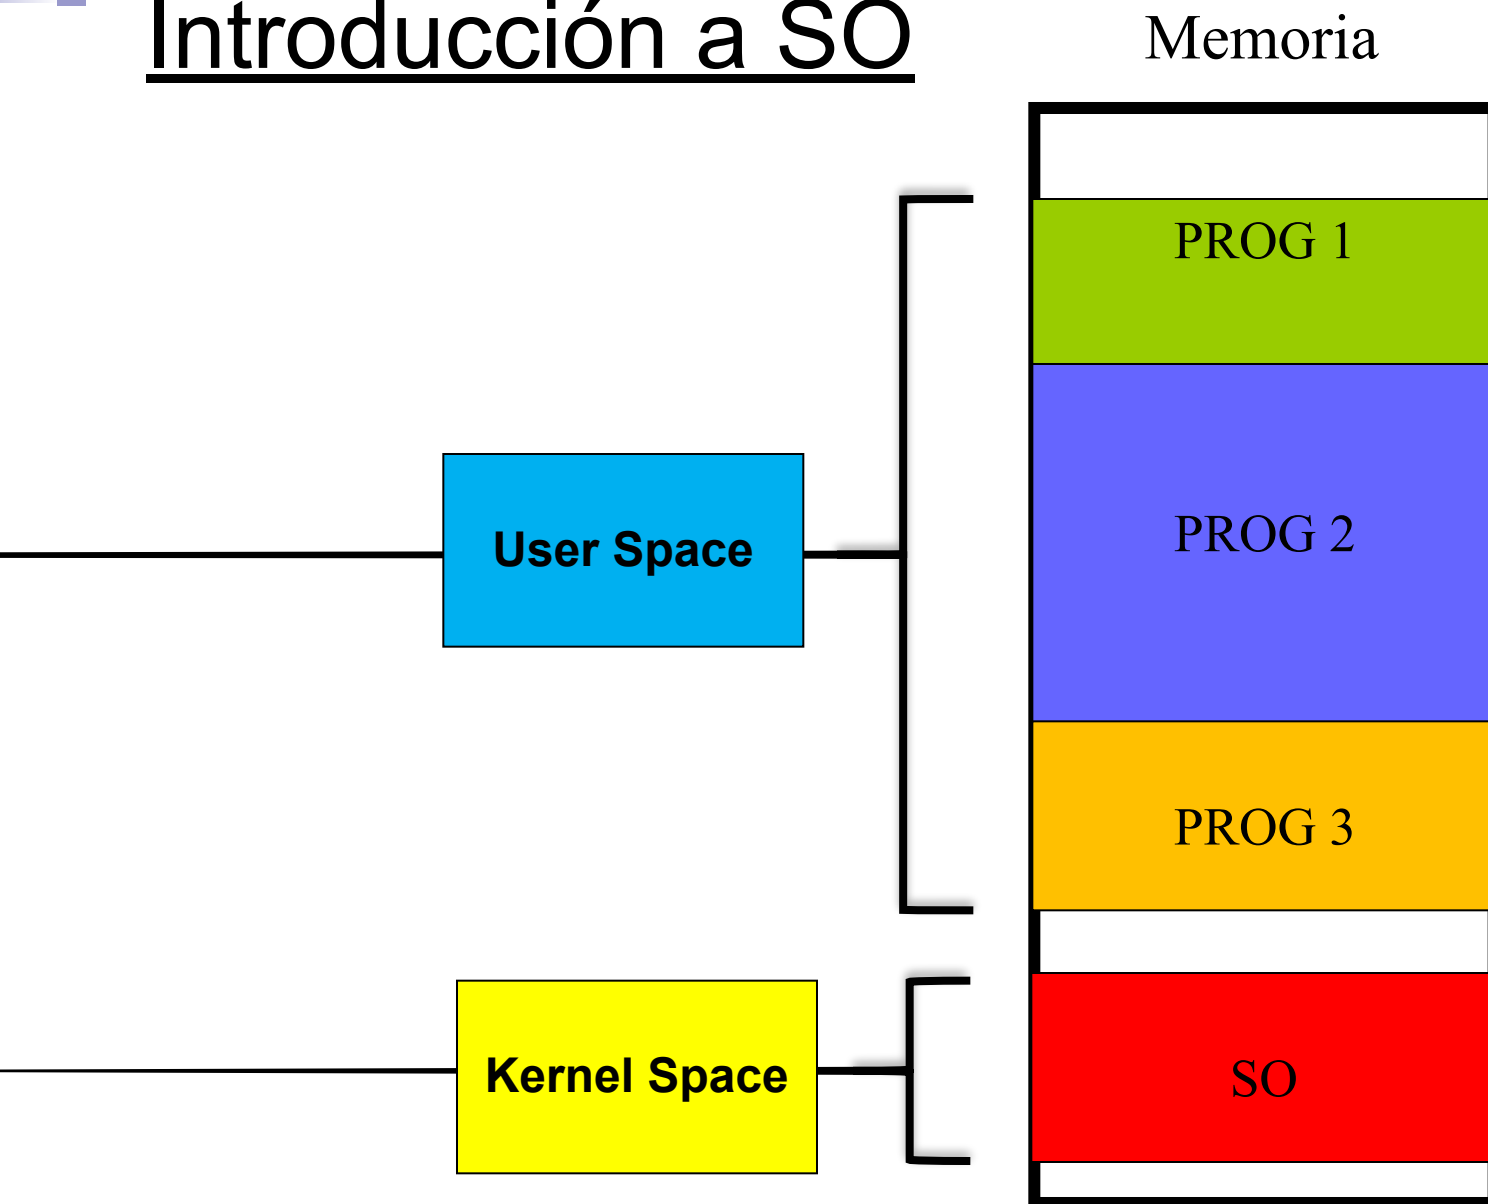 Introducción a SO
Memoria
PROG 1
PROG 2
User Space
PROG 3
Kernel Space
SO